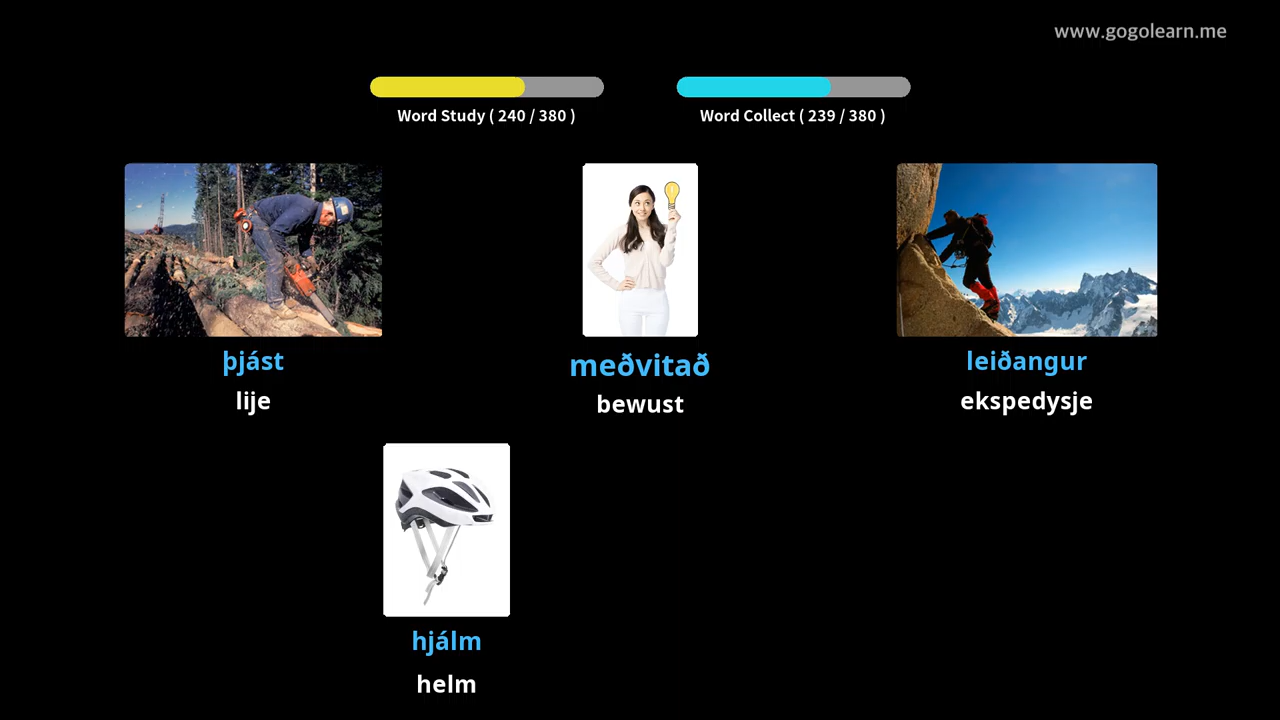 www.gogolearn.me
Word Study ( 240 / 380 )
Word Collect ( 239 / 380 )
þjást
lije
meðvitað
bewust
leiðangur
ekspedysje
hjálm
helm